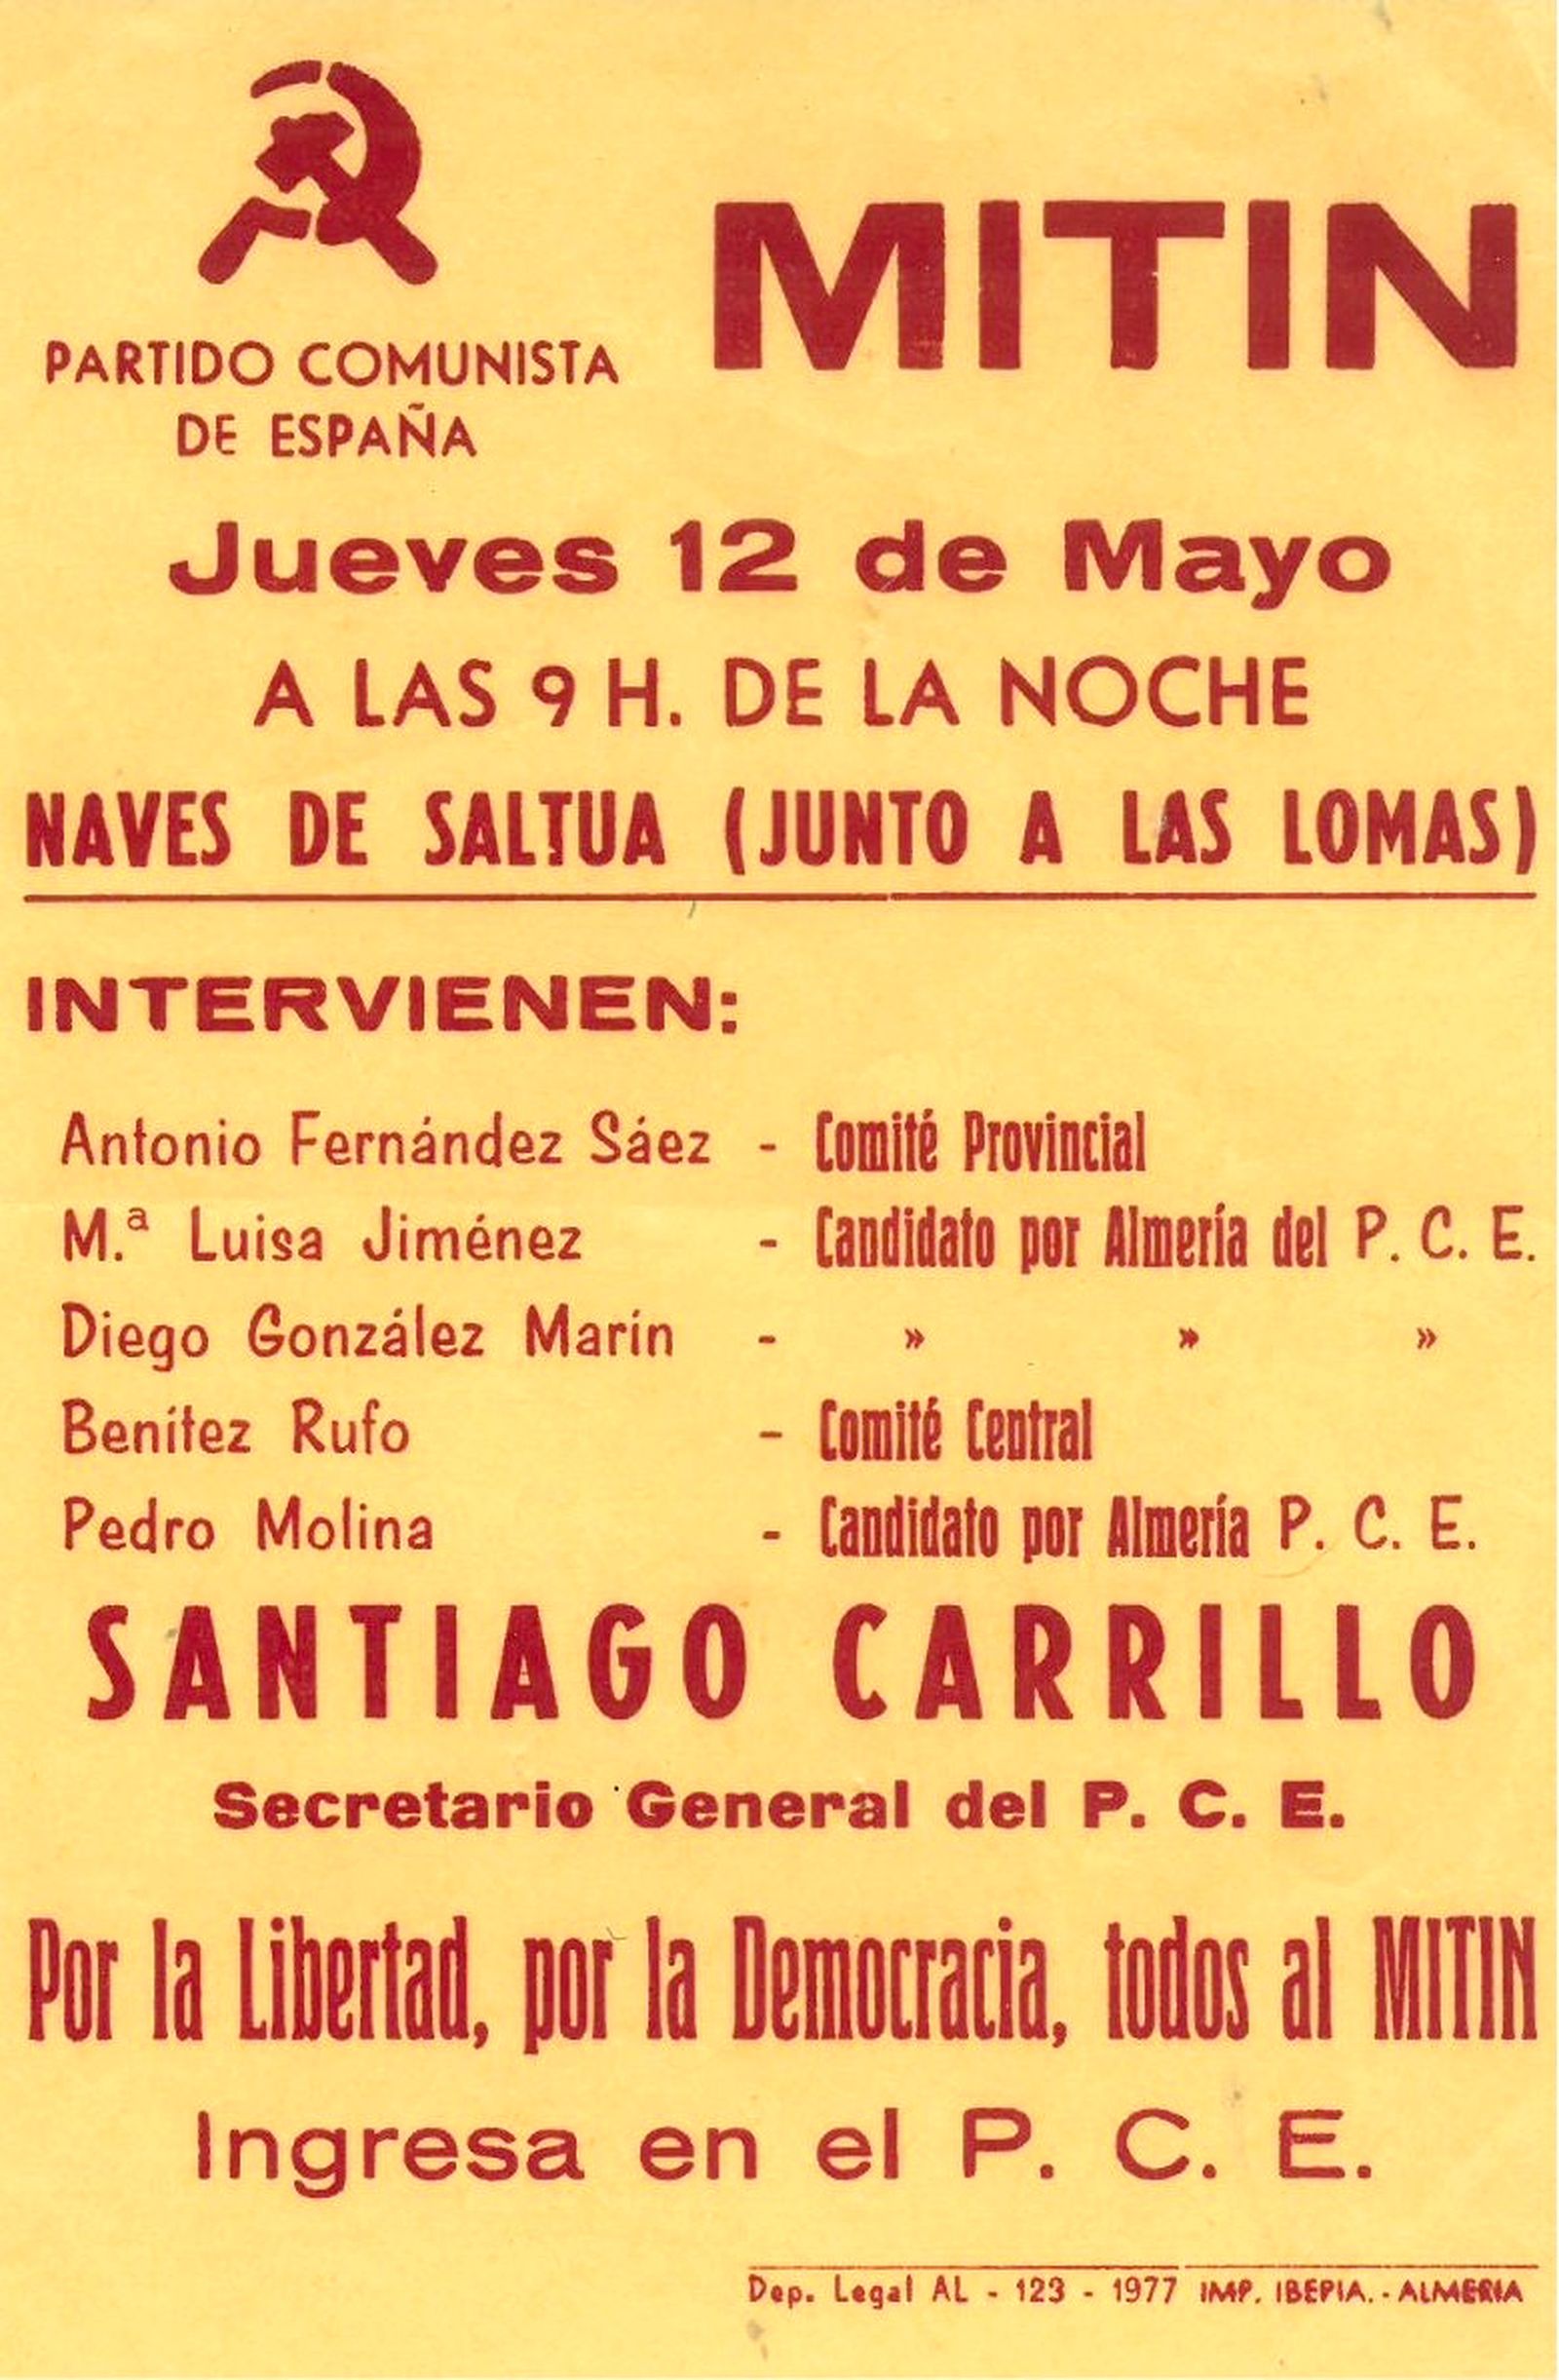 MITIN
PARTIDO COMUNISTA
DE ESPAÑA
Jueves 12 de Mayo
A LAS 9 H. DE LA NOCHE
NAVES DE SALTUA (JUNTO A LAS LOMAS)
INTERVIENEN:
Antonio Fernández Sáez - Comité Provincial
M.ª Luisa Jiménez - Candidato por Almería del P. C. E.
Diego González Marín - » » »
Benítez Rufo - Comité Central
Pedro Molina - Candidato por Almería P. C. E.
SANTIAGO CARRILLO
Secretario General del P. C. E.
Por la Libertad, por la Democracia, todos al MITIN
Ingresa en el P. C. E.
Dep. Legal AL - 123 - 1977 IMP. IBEPIA. - ALMERIA